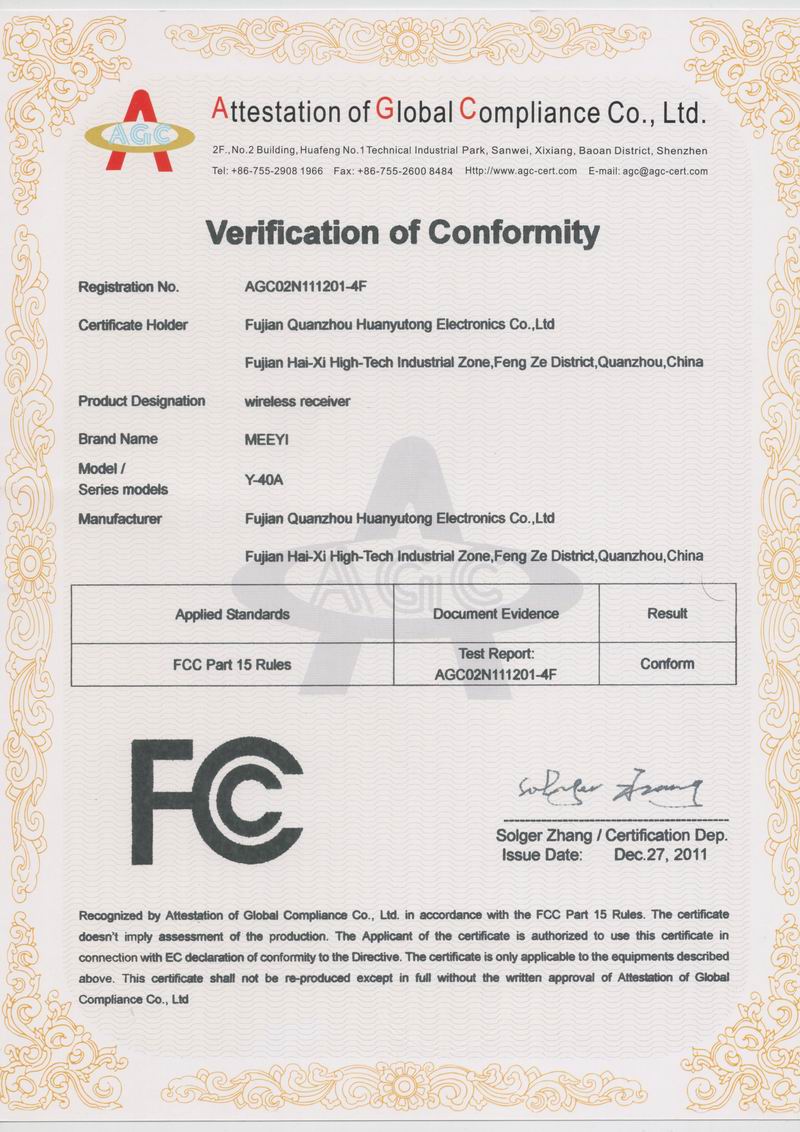 AGC
Attestation of Global Compliance Co., Ltd.
2F.,No.2 Building,Huafeng No.1 Technical Industrial Park, Sanwei, Xixiang, Baoan District, Shenzhen
Tel: +86-755-2908 1966 Fax: +86-755-2600 8484 Http://www.agc-cert.com E-mail: agc@agc-cert.com
Verification of Conformity
Registration No. AGC02N111201-4F
Certificate Holder Fujian Quanzhou Huanyutong Electronics Co.,Ltd
Fujian Hai-Xi High-Tech Industrial Zone,Feng Ze District,Quanzhou,China
Product Designation wireless receiver
Brand Name MEEYI
Model /
Series models Y-40A
Manufacturer Fujian Quanzhou Huanyutong Electronics Co.,Ltd
Fujian Hai-Xi High-Tech Industrial Zone,Feng Ze District,Quanzhou,China
AGC
Applied Standards Document Evidence Result
FCC Part 15 Rules Test Report: AGC02N111201-4F Conform
FC
Solger Zhang
Solger Zhang / Certification Dep.
Issue Date: Dec.27, 2011
Recognized by Attestation of Global Compliance Co., Ltd. in accordance with the FCC Part 15 Rules. The certificate
doesn't imply assessment of the production. The Applicant of the certificate is authorized to use this certificate in
connection with EC declaration of conformity to the Directive. The certificate is only applicable to the equipments described
above. This certificate shall not be re-produced except in full without the written approval of Attestation of Global
Compliance Co., Ltd